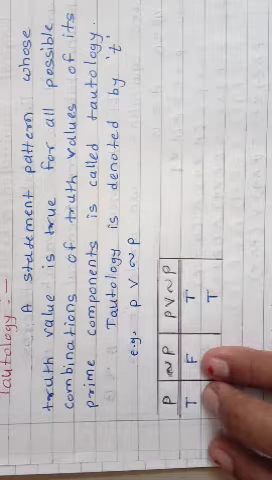 Tautology :-
A statement pattern whose
truth value is true for all possible
combinations of truth values of its
prime components is called tautology.
Tautology is denoted by 't'
e.g. p ∨ ~p
P ~P P∨~P
T F T
T